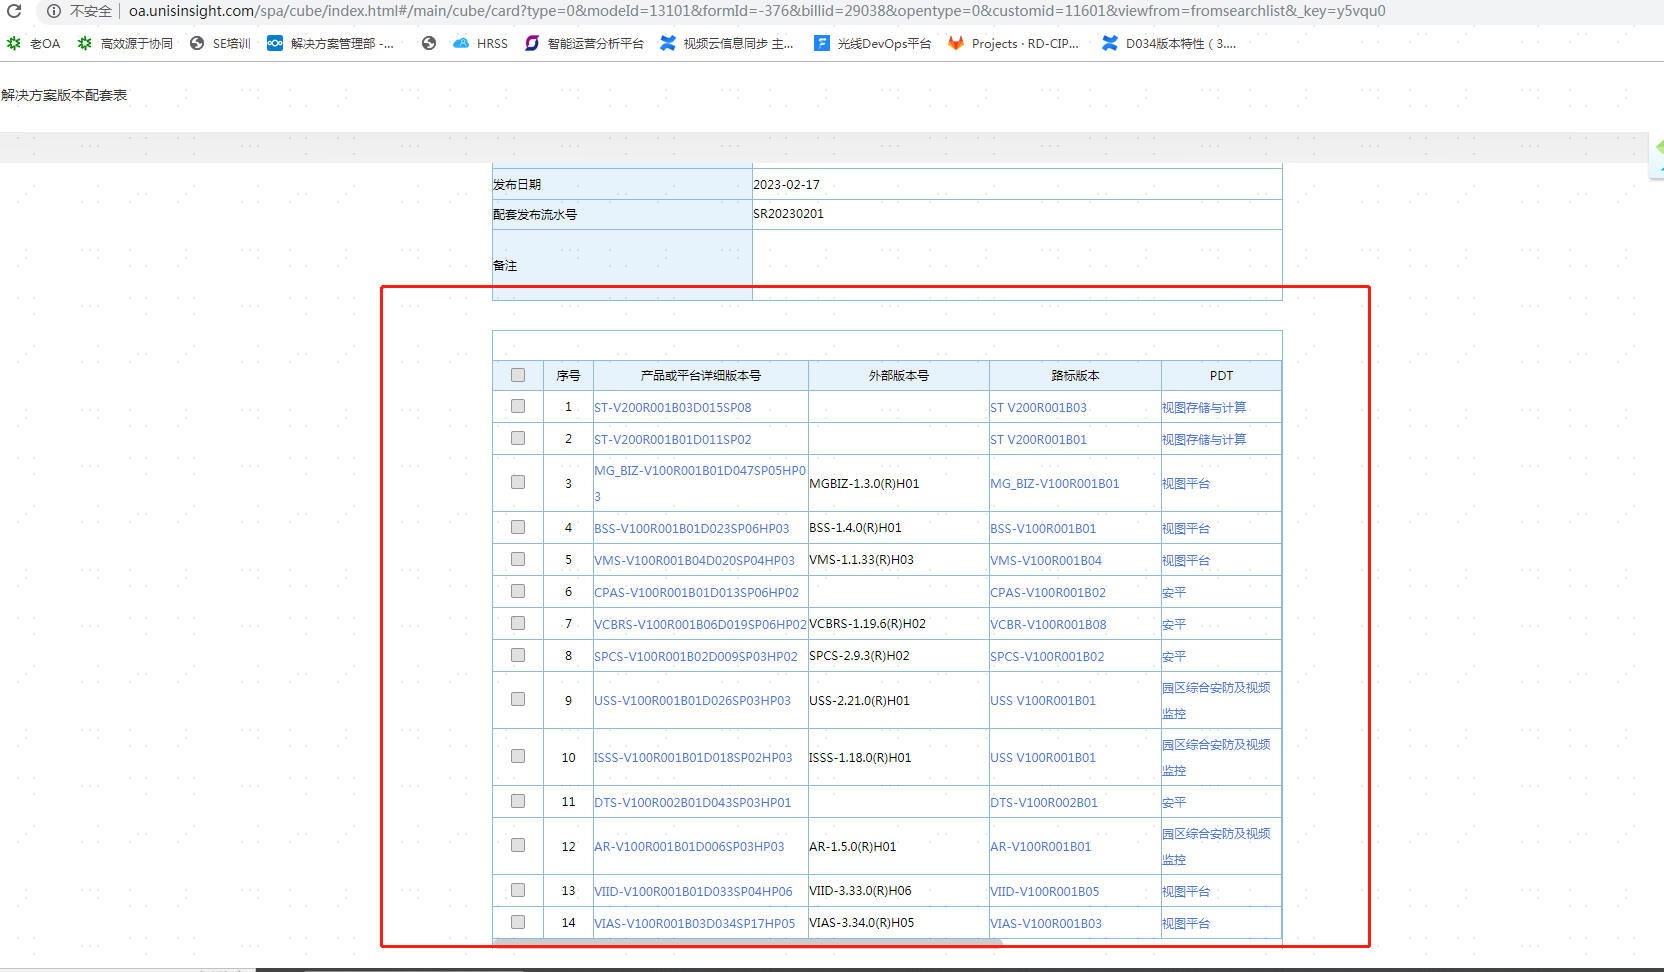 不安全 oa.unisinsight.com/spa/cube/index.html#/main/cube/card?type=0&modeId=13101&formId=-376&billid=29038&opentype=0&customid=11601&viewfrom=fromsearchlist&_key=y5vqu0
老OA 高效源于协同 SE培训 解决方案管理部 -... HRSS 智能运营分析平台 视频云信息同步 主... 光线DevOps平台 Projects · RD-CIP... D034版本特性（3....
解决方案版本配套表
发布日期 2023-02-17
配套发布流水号 SR20230201
备注
序号 产品或平台详细版本号 外部版本号 路标版本 PDT
1 ST-V200R001B03D015SP08 ST V200R001B03 视图存储与计算
2 ST-V200R001B01D011SP02 ST V200R001B01 视图存储与计算
3 MG_BIZ-V100R001B01D047SP05HP0
3 MGBIZ-1.3.0(R)H01 MG_BIZ-V100R001B01 视图平台
4 BSS-V100R001B01D023SP06HP03 BSS-1.4.0(R)H01 BSS-V100R001B01 视图平台
5 VMS-V100R001B04D020SP04HP03 VMS-1.1.33(R)H03 VMS-V100R001B04 视图平台
6 CPAS-V100R001B01D013SP06HP02 CPAS-V100R001B02 安平
7 VCBRS-V100R001B06D019SP06HP02 VCBRS-1.19.6(R)H02 VCBR-V100R001B08 安平
8 SPCS-V100R001B02D009SP03HP02 SPCS-2.9.3(R)H02 SPCS-V100R001B02 安平
9 USS-V100R001B01D026SP03HP03 USS-2.21.0(R)H01 USS V100R001B01 园区综合安防及视频
监控
10 ISSS-V100R001B01D018SP02HP03 ISSS-1.18.0(R)H01 USS V100R001B01 园区综合安防及视频
监控
11 DTS-V100R002B01D043SP03HP01 DTS-V100R002B01 安平
12 AR-V100R001B01D006SP03HP03 AR-1.5.0(R)H01 AR-V100R001B01 园区综合安防及视频
监控
13 VIID-V100R001B01D033SP04HP06 VIID-3.33.0(R)H06 VIID-V100R001B05 视图平台
14 VIAS-V100R001B03D034SP17HP05 VIAS-3.34.0(R)H05 VIAS-V100R001B03 视图平台